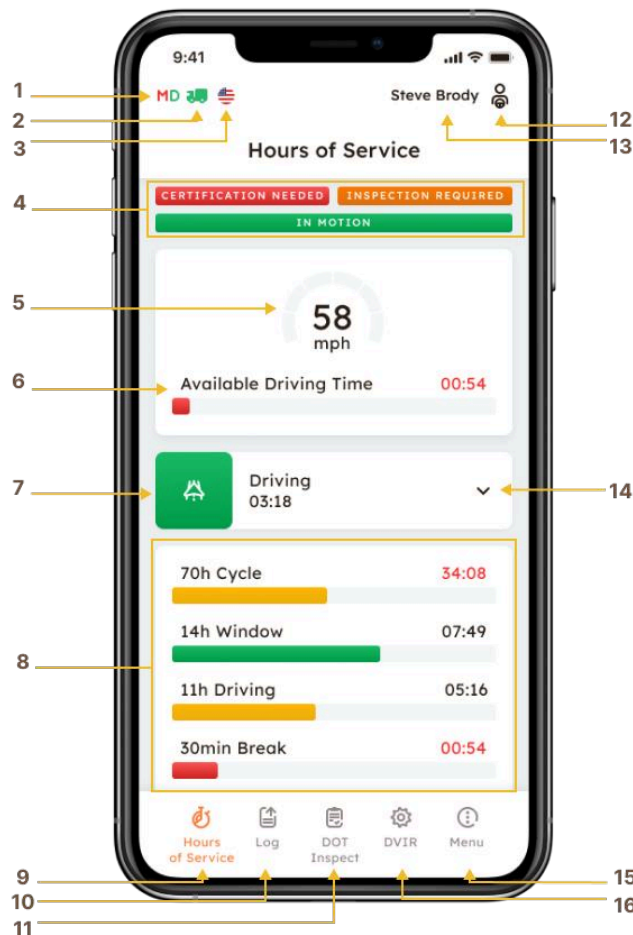 9:41
1
MD
2
3
Steve Brody
12
13
Hours of Service
4
CERTIFICATION NEEDED
INSPECTION REQUIRED
IN MOTION
5
58
mph
6
Available Driving Time 00:54
7
Driving
03:18
14
8
70h Cycle 34:08
14h Window 07:49
11h Driving 05:16
30min Break 00:54
Hours
of Service
Log
DOT
Inspect
DVIR
Menu
9
10
11
15
16